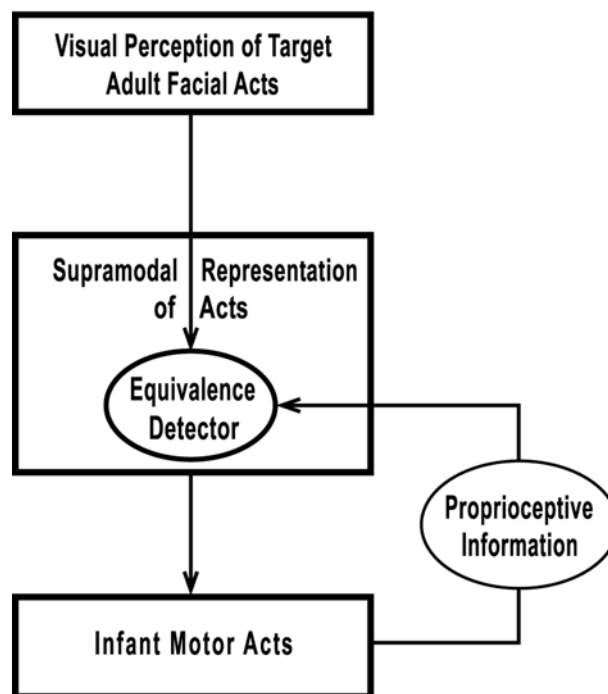 Visual Perception of Target
Adult Facial Acts
Supramodal Representation
of Acts
Equivalence
Detector
Proprioceptive
Information
Infant Motor Acts